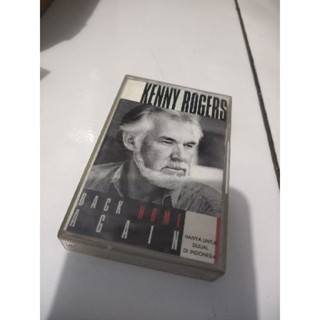 KENNY ROGERS
BACK HOME
AGAIN
HANYA UNTUK
DIJUAL
DI INDONESIA